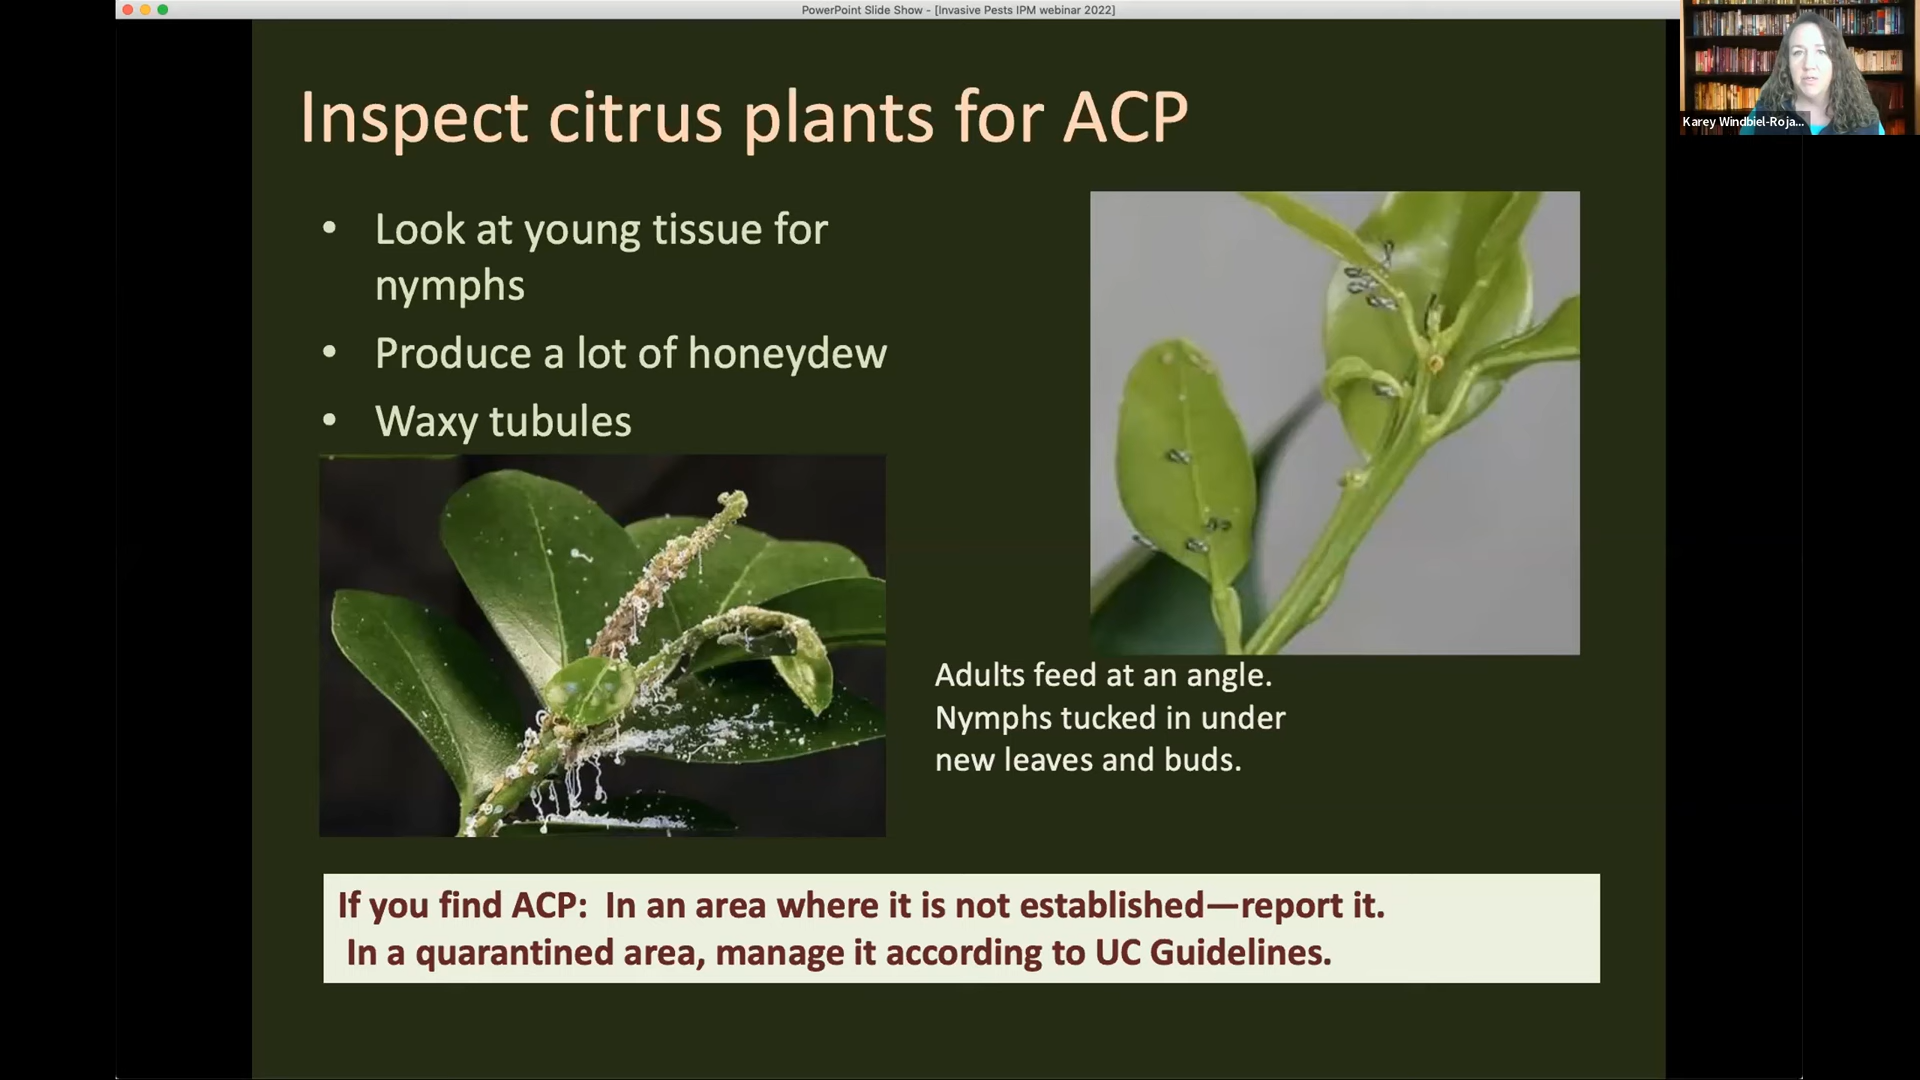 PowerPoint Slide Show - [Invasive Pests IPM webinar 2022]
Karey Windbiel-Roja...
Inspect citrus plants for ACP
• Look at young tissue for
nymphs
• Produce a lot of honeydew
• Waxy tubules
Adults feed at an angle.
Nymphs tucked in under
new leaves and buds.
If you find ACP: In an area where it is not established—report it.
In a quarantined area, manage it according to UC Guidelines.